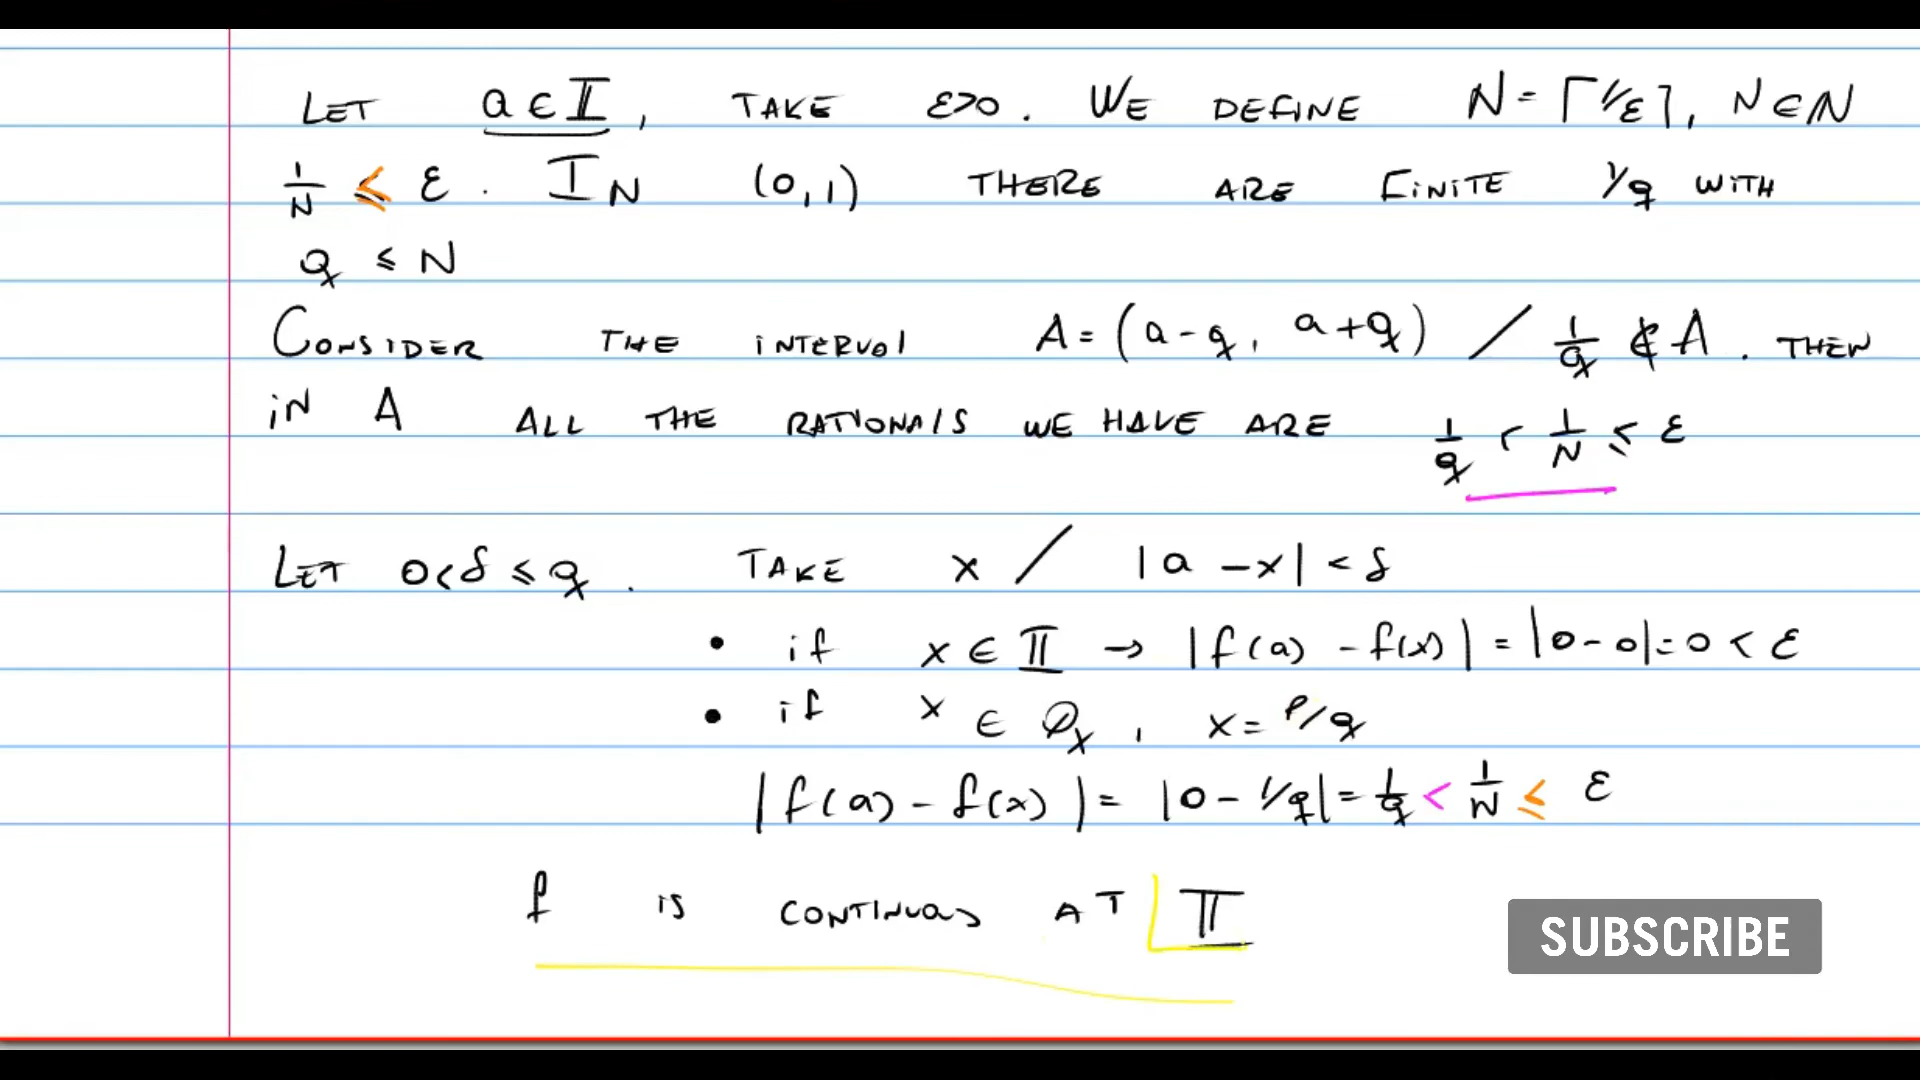 LET a ∈ 𝕀, TAKE ε>0. WE DEFINE N = ⌈1/ε⌉, N ∈ ℕ
1/N ≤ ε. IN (0,1) THERE ARE FINITE 1/q WITH
q ≤ N
CONSIDER THE INTERVAL A = (a - q, a + q) / 1/q ∉ A. THEN
IN A ALL THE RATIONALS WE HAVE ARE 1/q < 1/N ≤ ε
LET 0 < δ ≤ q. TAKE x / |a - x| < δ
• if x ∈ 𝕀 → |f(a) - f(x)| = |0 - 0| = 0 < ε
• if x ∈ ℚ, x = p/q
|f(a) - f(x)| = |0 - 1/q| = 1/q < 1/N ≤ ε
f IS CONTINUOS AT 𝕀
SUBSCRIBE